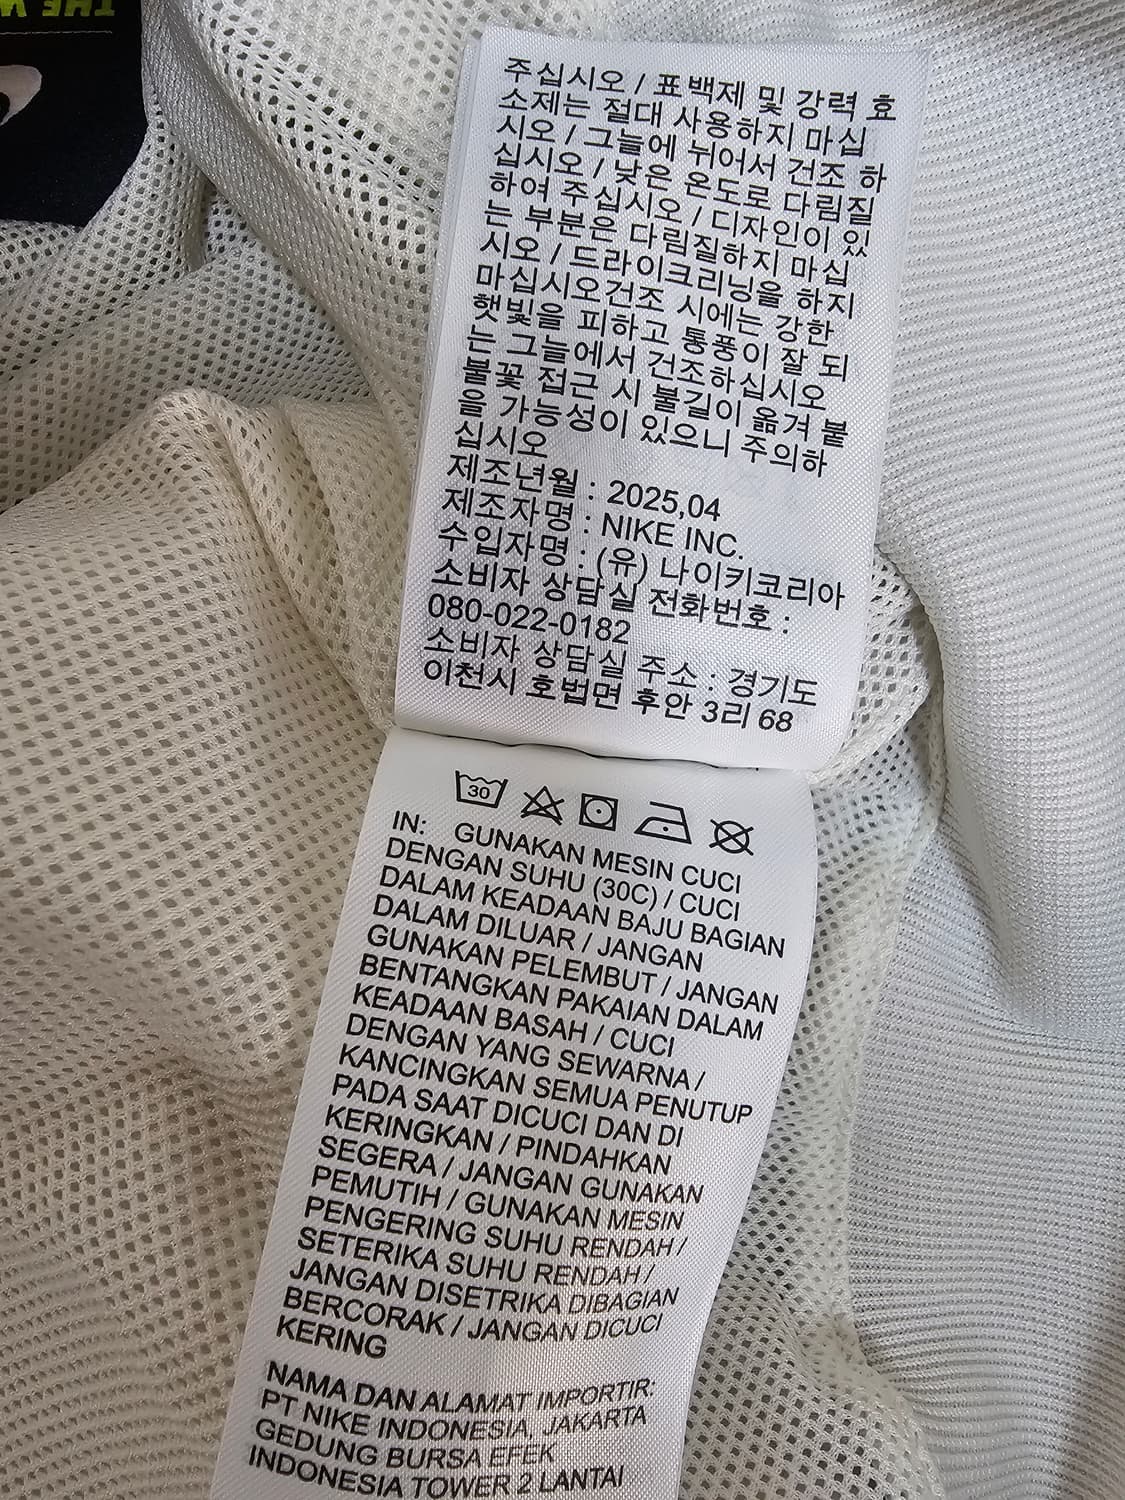 THE W
주십시오 / 표백제 및 강력 효
소제는 절대 사용하지 마십
시오 / 그늘에 뉘어서 건조 하
십시오 / 낮은 온도로 다림질
하여 주십시오 / 디자인이 있
는 부분은 다림질하지 마십
시오 / 드라이크리닝을 하지
마십시오건조 시에는 강한
햇빛을 피하고 통풍이 잘 되
는 그늘에서 건조하십시오
불꽃 접근 시 불길이 옮겨 붙
을 가능성이 있으니 주의하
십시오
제조년월 : 2025,04
제조자명 : NIKE INC.
수입자명 : (유) 나이키코리아
소비자 상담실 전화번호 :
080-022-0182
소비자 상담실 주소 : 경기도
이천시 호법면 후안 3리 68
30
IN: GUNAKAN MESIN CUCI
DENGAN SUHU (30C) / CUCI
DALAM KEADAAN BAJU BAGIAN
DALAM DILUAR / JANGAN
GUNAKAN PELEMBUT / JANGAN
BENTANGKAN PAKAIAN DALAM
KEADAAN BASAH / CUCI
DENGAN YANG SEWARNA /
KANCINGKAN SEMUA PENUTUP
PADA SAAT DICUCI DAN DI
KERINGKAN / PINDAHKAN
SEGERA / JANGAN GUNAKAN
PEMUTIH / GUNAKAN MESIN
PENGERING SUHU RENDAH /
SETERIKA SUHU RENDAH /
JANGAN DISETRIKA DIBAGIAN
BERCORAK / JANGAN DICUCI
KERING
NAMA DAN ALAMAT IMPORTIR:
PT NIKE INDONESIA, JAKARTA
GEDUNG BURSA EFEK
INDONESIA TOWER 2 LANTAI